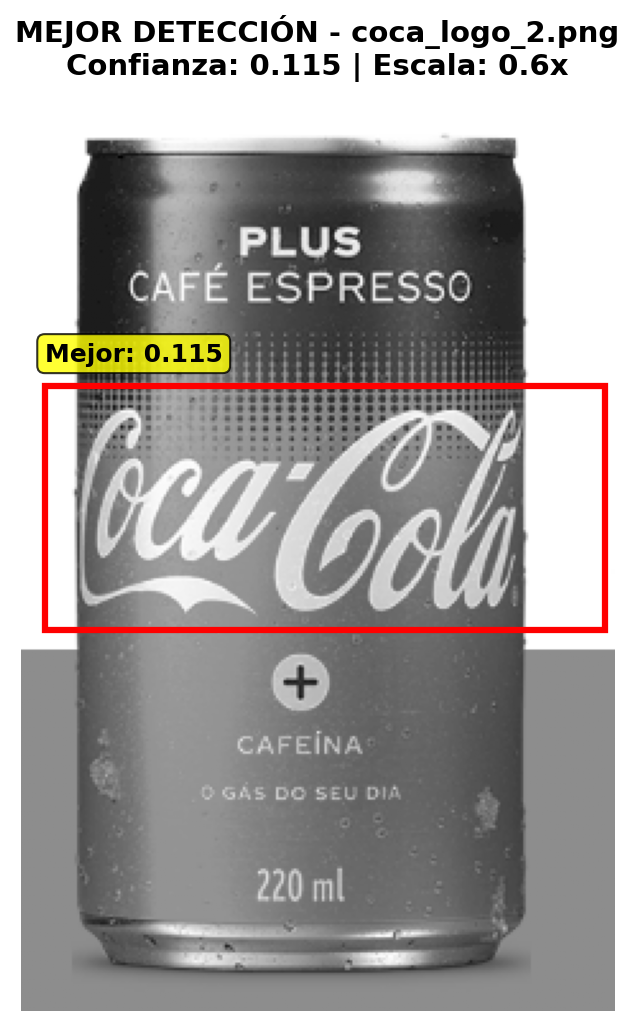 MEJOR DETECCIÓN - coca_logo_2.png
Confianza: 0.115 | Escala: 0.6x
PLUS
CAFÉ ESPRESSO
Mejor: 0.115
Coca-Cola
+
CAFEÍNA
O GÁS DO SEU DIA
220 ml